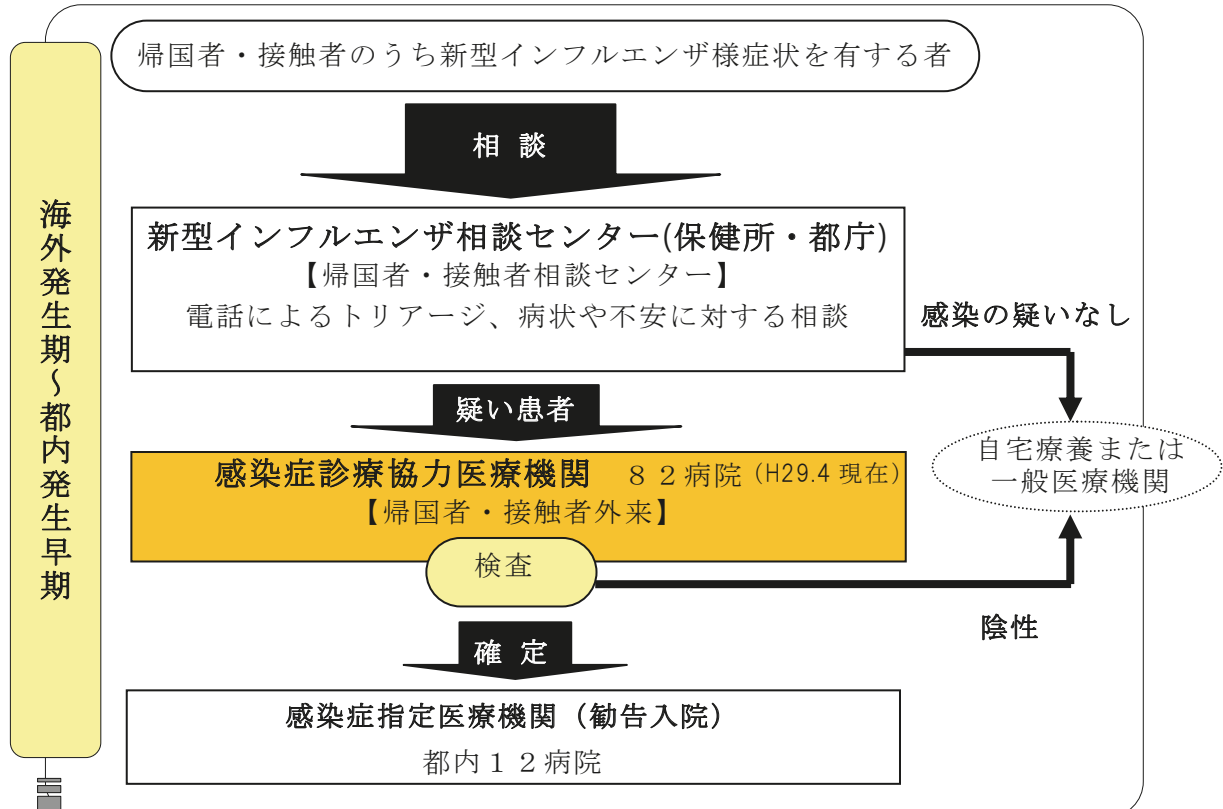 海外発生期～都内発生早期
帰国者・接触者のうち新型インフルエンザ様症状を有する者
相 談
新型インフルエンザ相談センター(保健所・都庁)
【帰国者・接触者相談センター】
電話によるトリアージ、病状や不安に対する相談
感染の疑いなし
疑い患者
感染症診療協力医療機関 ８２病院(H29.4 現在)
【帰国者・接触者外来】
自宅療養または
一般医療機関
検査
陰性
確 定
感染症指定医療機関（勧告入院）
都内１２病院